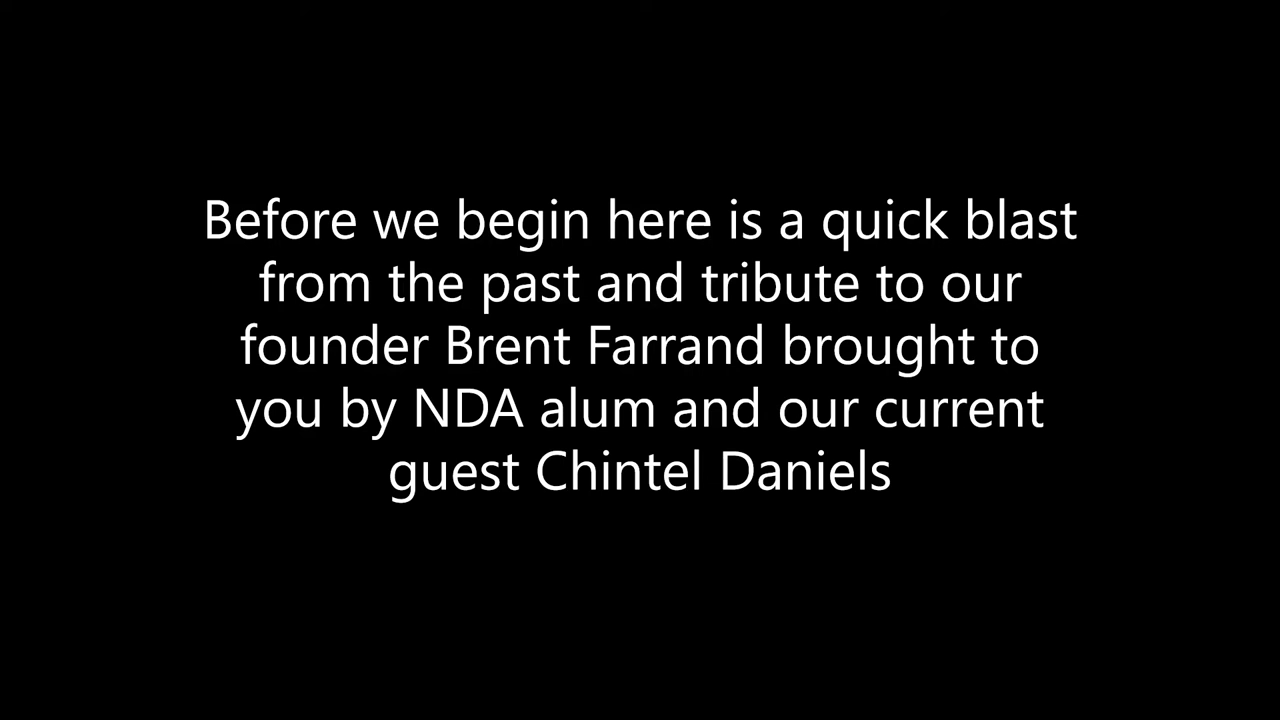 Before we begin here is a quick blast
from the past and tribute to our
founder Brent Farrand brought to
you by NDA alum and our current
guest Chintel Daniels